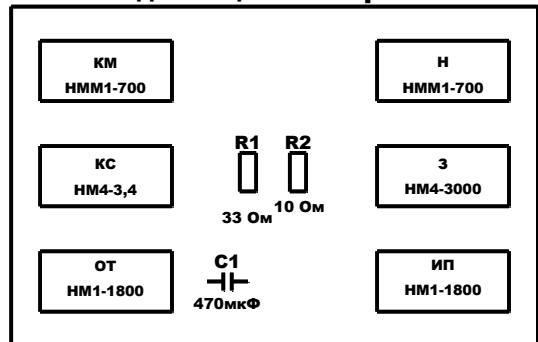 КМ
НММ1-700
Н
НММ1-700
R1 R2
КС
НМ4-3,4
З
НМ4-3000
33 Ом
10 Ом
ОТ
НМ1-1800
С1
470мкФ
ИП
НМ1-1800